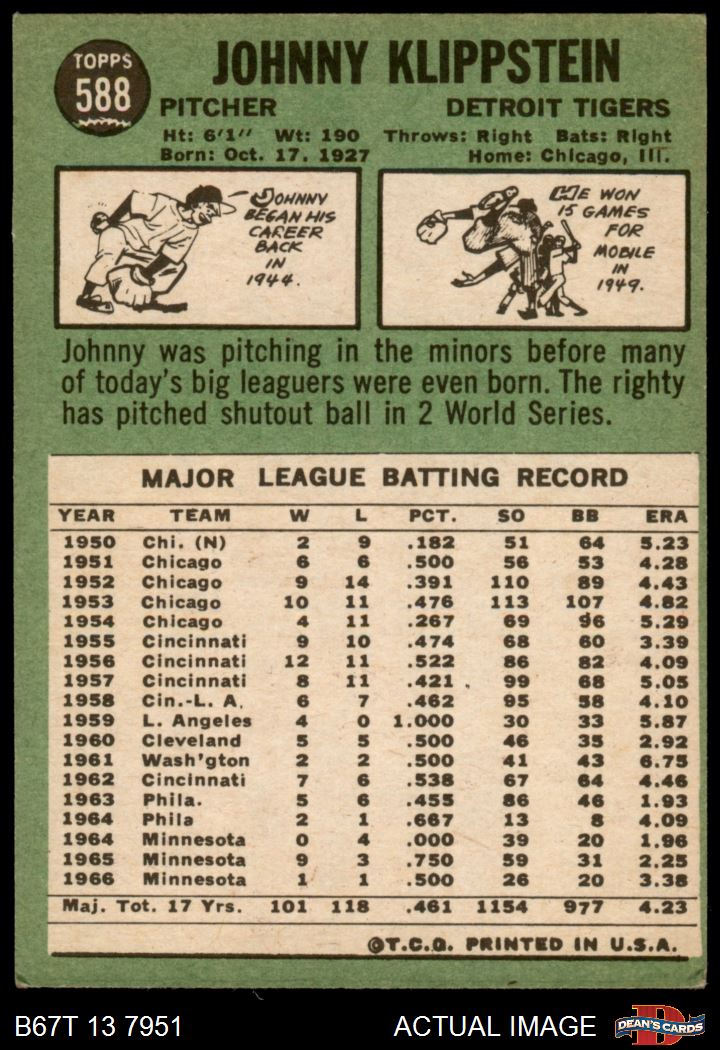 TOPPS
588
JOHNNY KLIPPSTEIN
PITCHER DETROIT TIGERS
Ht: 6'1" Wt: 190 Throws: Right Bats: Right
Born: Oct. 17, 1927 Home: Chicago, Ill.
JOHNNY
BEGAN HIS
CAREER
BACK
IN
1944.
HE WON
15 GAMES
FOR
MOBILE
IN
1949.
Johnny was pitching in the minors before many
of today's big leaguers were even born. The righty
has pitched shutout ball in 2 World Series.
MAJOR LEAGUE BATTING RECORD
YEAR TEAM W L PCT. SO BB ERA
1950 Chi. (N) 2 9 .182 51 64 5.23
1951 Chicago 6 6 .500 56 53 4.28
1952 Chicago 9 14 .391 110 89 4.43
1953 Chicago 10 11 .476 113 107 4.82
1954 Chicago 4 11 .267 69 96 5.29
1955 Cincinnati 9 10 .474 68 60 3.39
1956 Cincinnati 12 11 .522 86 82 4.09
1957 Cincinnati 8 11 .421 99 68 5.05
1958 Cin.-L. A. 6 7 .462 95 58 4.10
1959 L. Angeles 4 0 1.000 30 33 5.87
1960 Cleveland 5 5 .500 46 35 2.92
1961 Wash'gton 2 2 .500 41 43 6.75
1962 Cincinnati 7 6 .538 67 64 4.46
1963 Phila. 5 6 .455 86 46 1.93
1964 Phila 2 1 .667 13 8 4.09
1964 Minnesota 0 4 .000 39 20 1.96
1965 Minnesota 9 3 .750 59 31 2.25
1966 Minnesota 1 1 .500 26 20 3.38
Maj. Tot. 17 Yrs. 101 118 .461 1154 977 4.23
©T.C.G. PRINTED IN U.S.A.
B67T 13 7951 ACTUAL IMAGE
D
DEAN'S CARDS